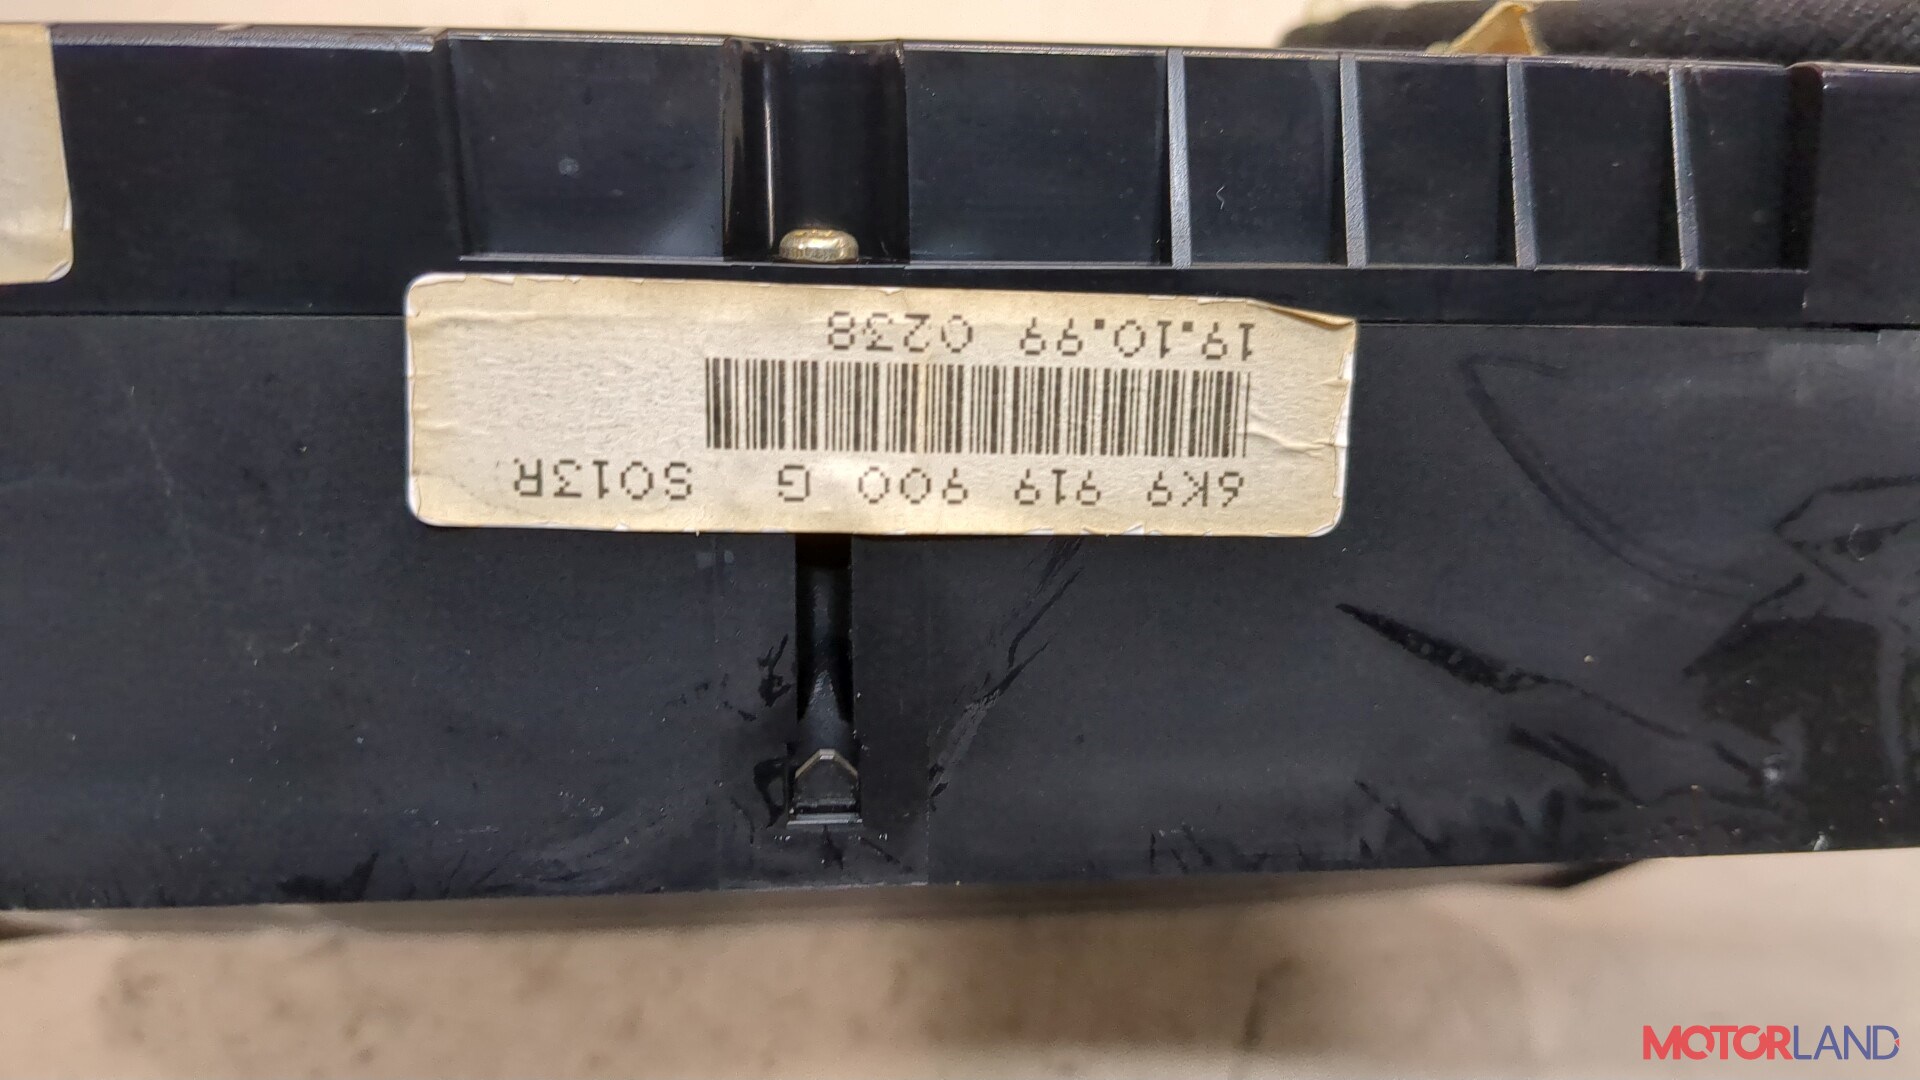 6K9 919 900 G S013R
19.10.99 0238
MOTORLAND